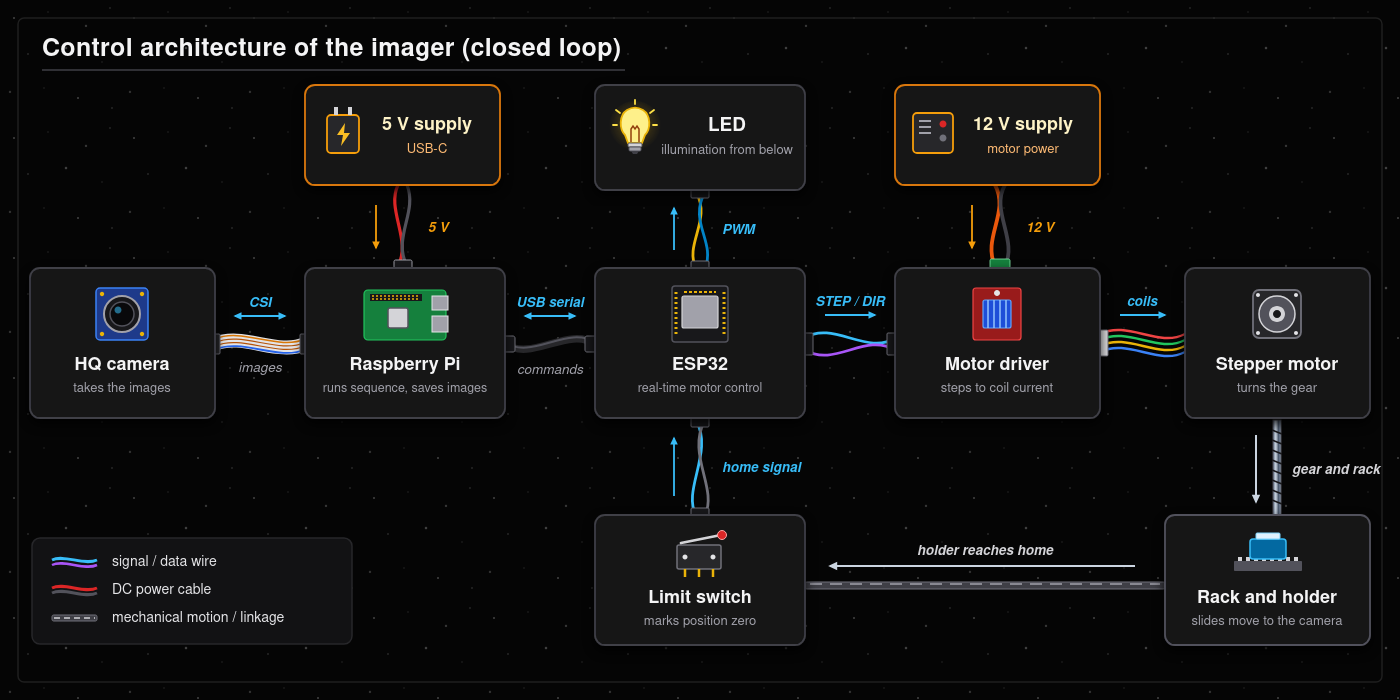 Control architecture of the imager (closed loop)
5 V supply
USB-C
LED
illumination from below
12 V supply
motor power
5 V
PWM
12 V
HQ camera
takes the images
CSI
images
Raspberry Pi
runs sequence, saves images
USB serial
commands
ESP32
real-time motor control
STEP / DIR
Motor driver
steps to coil current
coils
Stepper motor
turns the gear
home signal
gear and rack
signal / data wire
DC power cable
mechanical motion / linkage
Limit switch
marks position zero
holder reaches home
Rack and holder
slides move to the camera